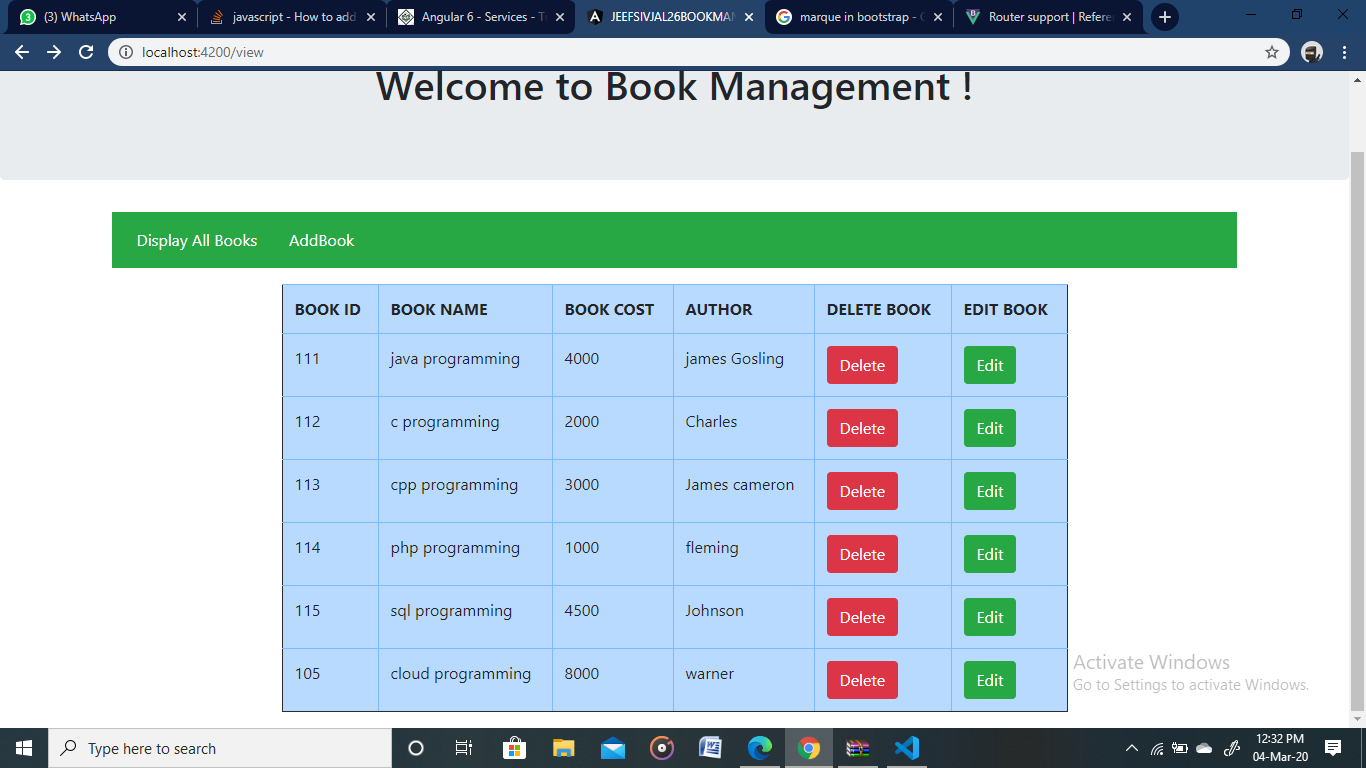 (3) WhatsApp
javascript - How to add
Angular 6 - Services - T
JEEFSIVJAL26BOOKMAN
marque in bootstrap - G
Router support | Refere
localhost:4200/view
Welcome to Book Management !
Display All Books AddBook
BOOK ID BOOK NAME BOOK COST AUTHOR DELETE BOOK EDIT BOOK
111 java programming 4000 james Gosling Delete Edit
112 c programming 2000 Charles Delete Edit
113 cpp programming 3000 James cameron Delete Edit
114 php programming 1000 fleming Delete Edit
115 sql programming 4500 Johnson Delete Edit
105 cloud programming 8000 warner Delete Edit
Activate Windows
Go to Settings to activate Windows.
Type here to search
12:32 PM
04-Mar-20